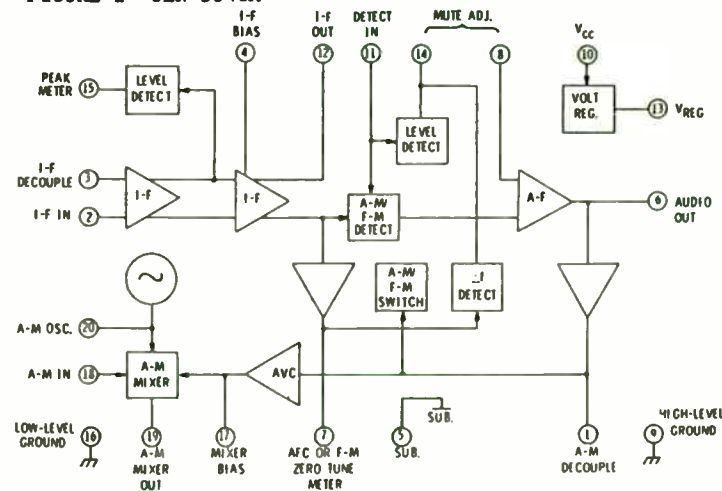 I-F BIAS
4
I-F OUT
12
DETECT IN
11
MUTE ADJ.
14
8
VCC
10
PEAK METER
15
LEVEL DETECT
VOLT REG.
13
VREG
LEVEL DETECT
I-F DECOUPLE
3
I-F IN
2
I-F
I-F
A-M/ F-M DETECT
A-F
6
AUDIO OUT
A-M/ F-M SWITCH
DETECT
A-M OSC.
20
A-M IN
18
A-M MIXER
AVC
LOW-LEVEL GROUND
16
19
A-M MIXER OUT
17
MIXER BIAS
7
AFC OR F-M ZERO TUNE METER
5
SUB.
SUB.
1
A-M DECOUPLE
9
HIGH-LEVEL GROUND